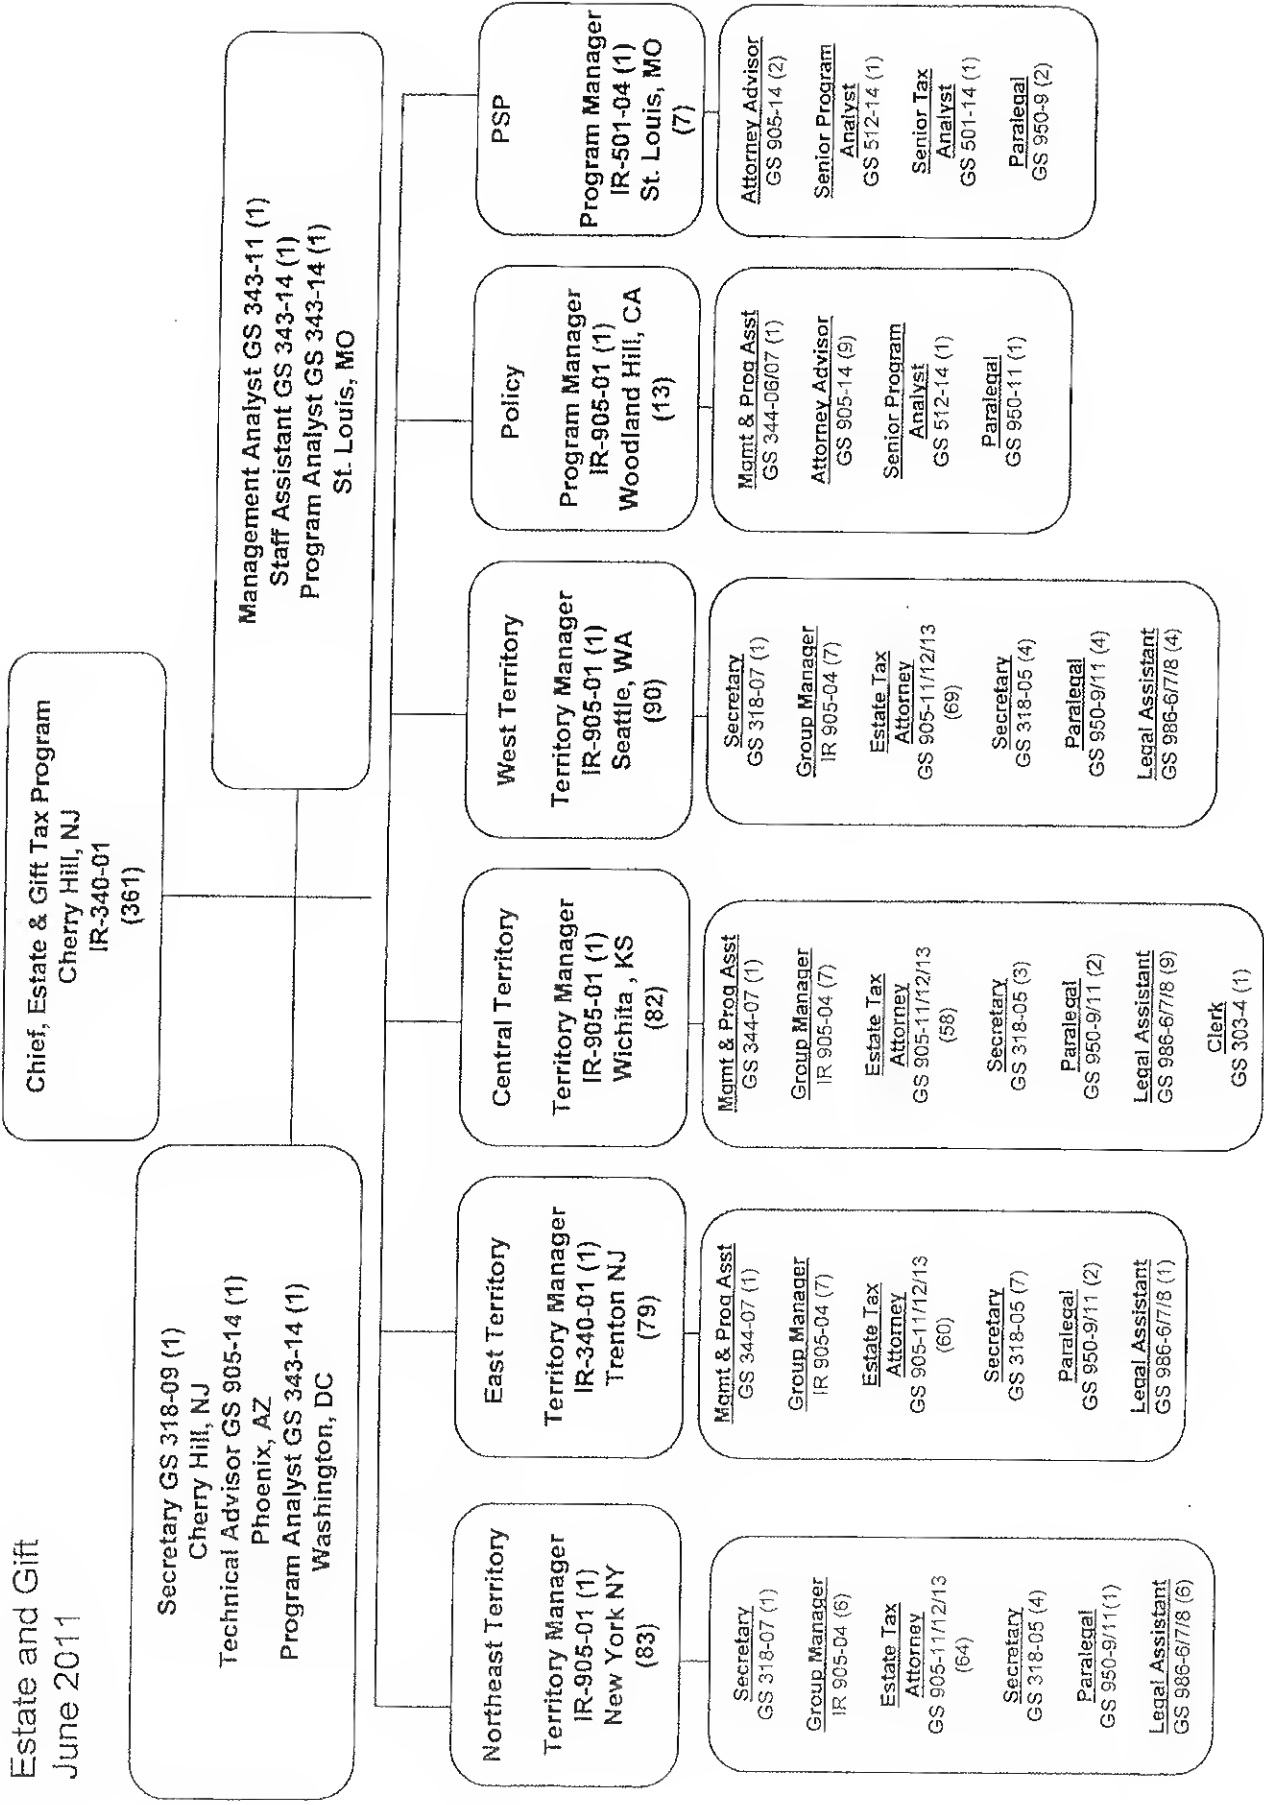 Estate and Gift
June 2011
Chief, Estate & Gift Tax Program
Cherry Hill, NJ
IR-340-01
(361)
Secretary GS 318-09 (1)
Cherry Hill, NJ
Technical Advisor GS 905-14 (1)
Phoenix, AZ
Program Analyst GS 343-14 (1)
Washington, DC
Management Analyst GS 343-11 (1)
Staff Assistant GS 343-14 (1)
Program Analyst GS 343-14 (1)
St. Louis, MO
Northeast Territory
Territory Manager
IR-905-01 (1)
New York NY
(83)
Secretary
GS 318-07 (1)
Group Manager
IR 905-04 (6)
Estate Tax
Attorney
GS 905-11/12/13
(64)
Secretary
GS 318-05 (4)
Paralegal
GS 950-9/11(1)
Legal Assistant
GS 986-6/7/8 (6)
East Territory
Territory Manager
IR-340-01 (1)
Trenton NJ
(79)
Mgmt & Prog Asst
GS 344-07 (1)
Group Manager
IR 905-04 (7)
Estate Tax
Attorney
GS 905-11/12/13
(60)
Secretary
GS 318-05 (7)
Paralegal
GS 950-9/11 (2)
Legal Assistant
GS 986-6/7/8 (1)
Central Territory
Territory Manager
IR-905-01 (1)
Wichita , KS
(82)
Mgmt & Prog Asst
GS 344-07 (1)
Group Manager
IR 905-04 (7)
Estate Tax
Attorney
GS 905-11/12/13
(58)
Secretary
GS 318-05 (3)
Paralegal
GS 950-9/11 (2)
Legal Assistant
GS 986-6/7/8 (9)
Clerk
GS 303-4 (1)
West Territory
Territory Manager
IR-905-01 (1)
Seattle, WA
(90)
Secretary
GS 318-07 (1)
Group Manager
IR 905-04 (7)
Estate Tax
Attorney
GS 905-11/12/13
(69)
Secretary
GS 318-05 (4)
Paralegal
GS 950-9/11 (4)
Legal Assistant
GS 986-6/7/8 (4)
Policy
Program Manager
IR-905-01 (1)
Woodland Hill, CA
(13)
Mgmt & Prog Asst
GS 344-06/07 (1)
Attorney Advisor
GS 905-14 (9)
Senior Program
Analyst
GS 512-14 (1)
Paralegal
GS 950-11 (1)
PSP
Program Manager
IR-501-04 (1)
St. Louis, MO
(7)
Attorney Advisor
GS 905-14 (2)
Senior Program
Analyst
GS 512-14 (1)
Senior Tax
Analyst
GS 501-14 (1)
Paralegal
GS 950-9 (2)